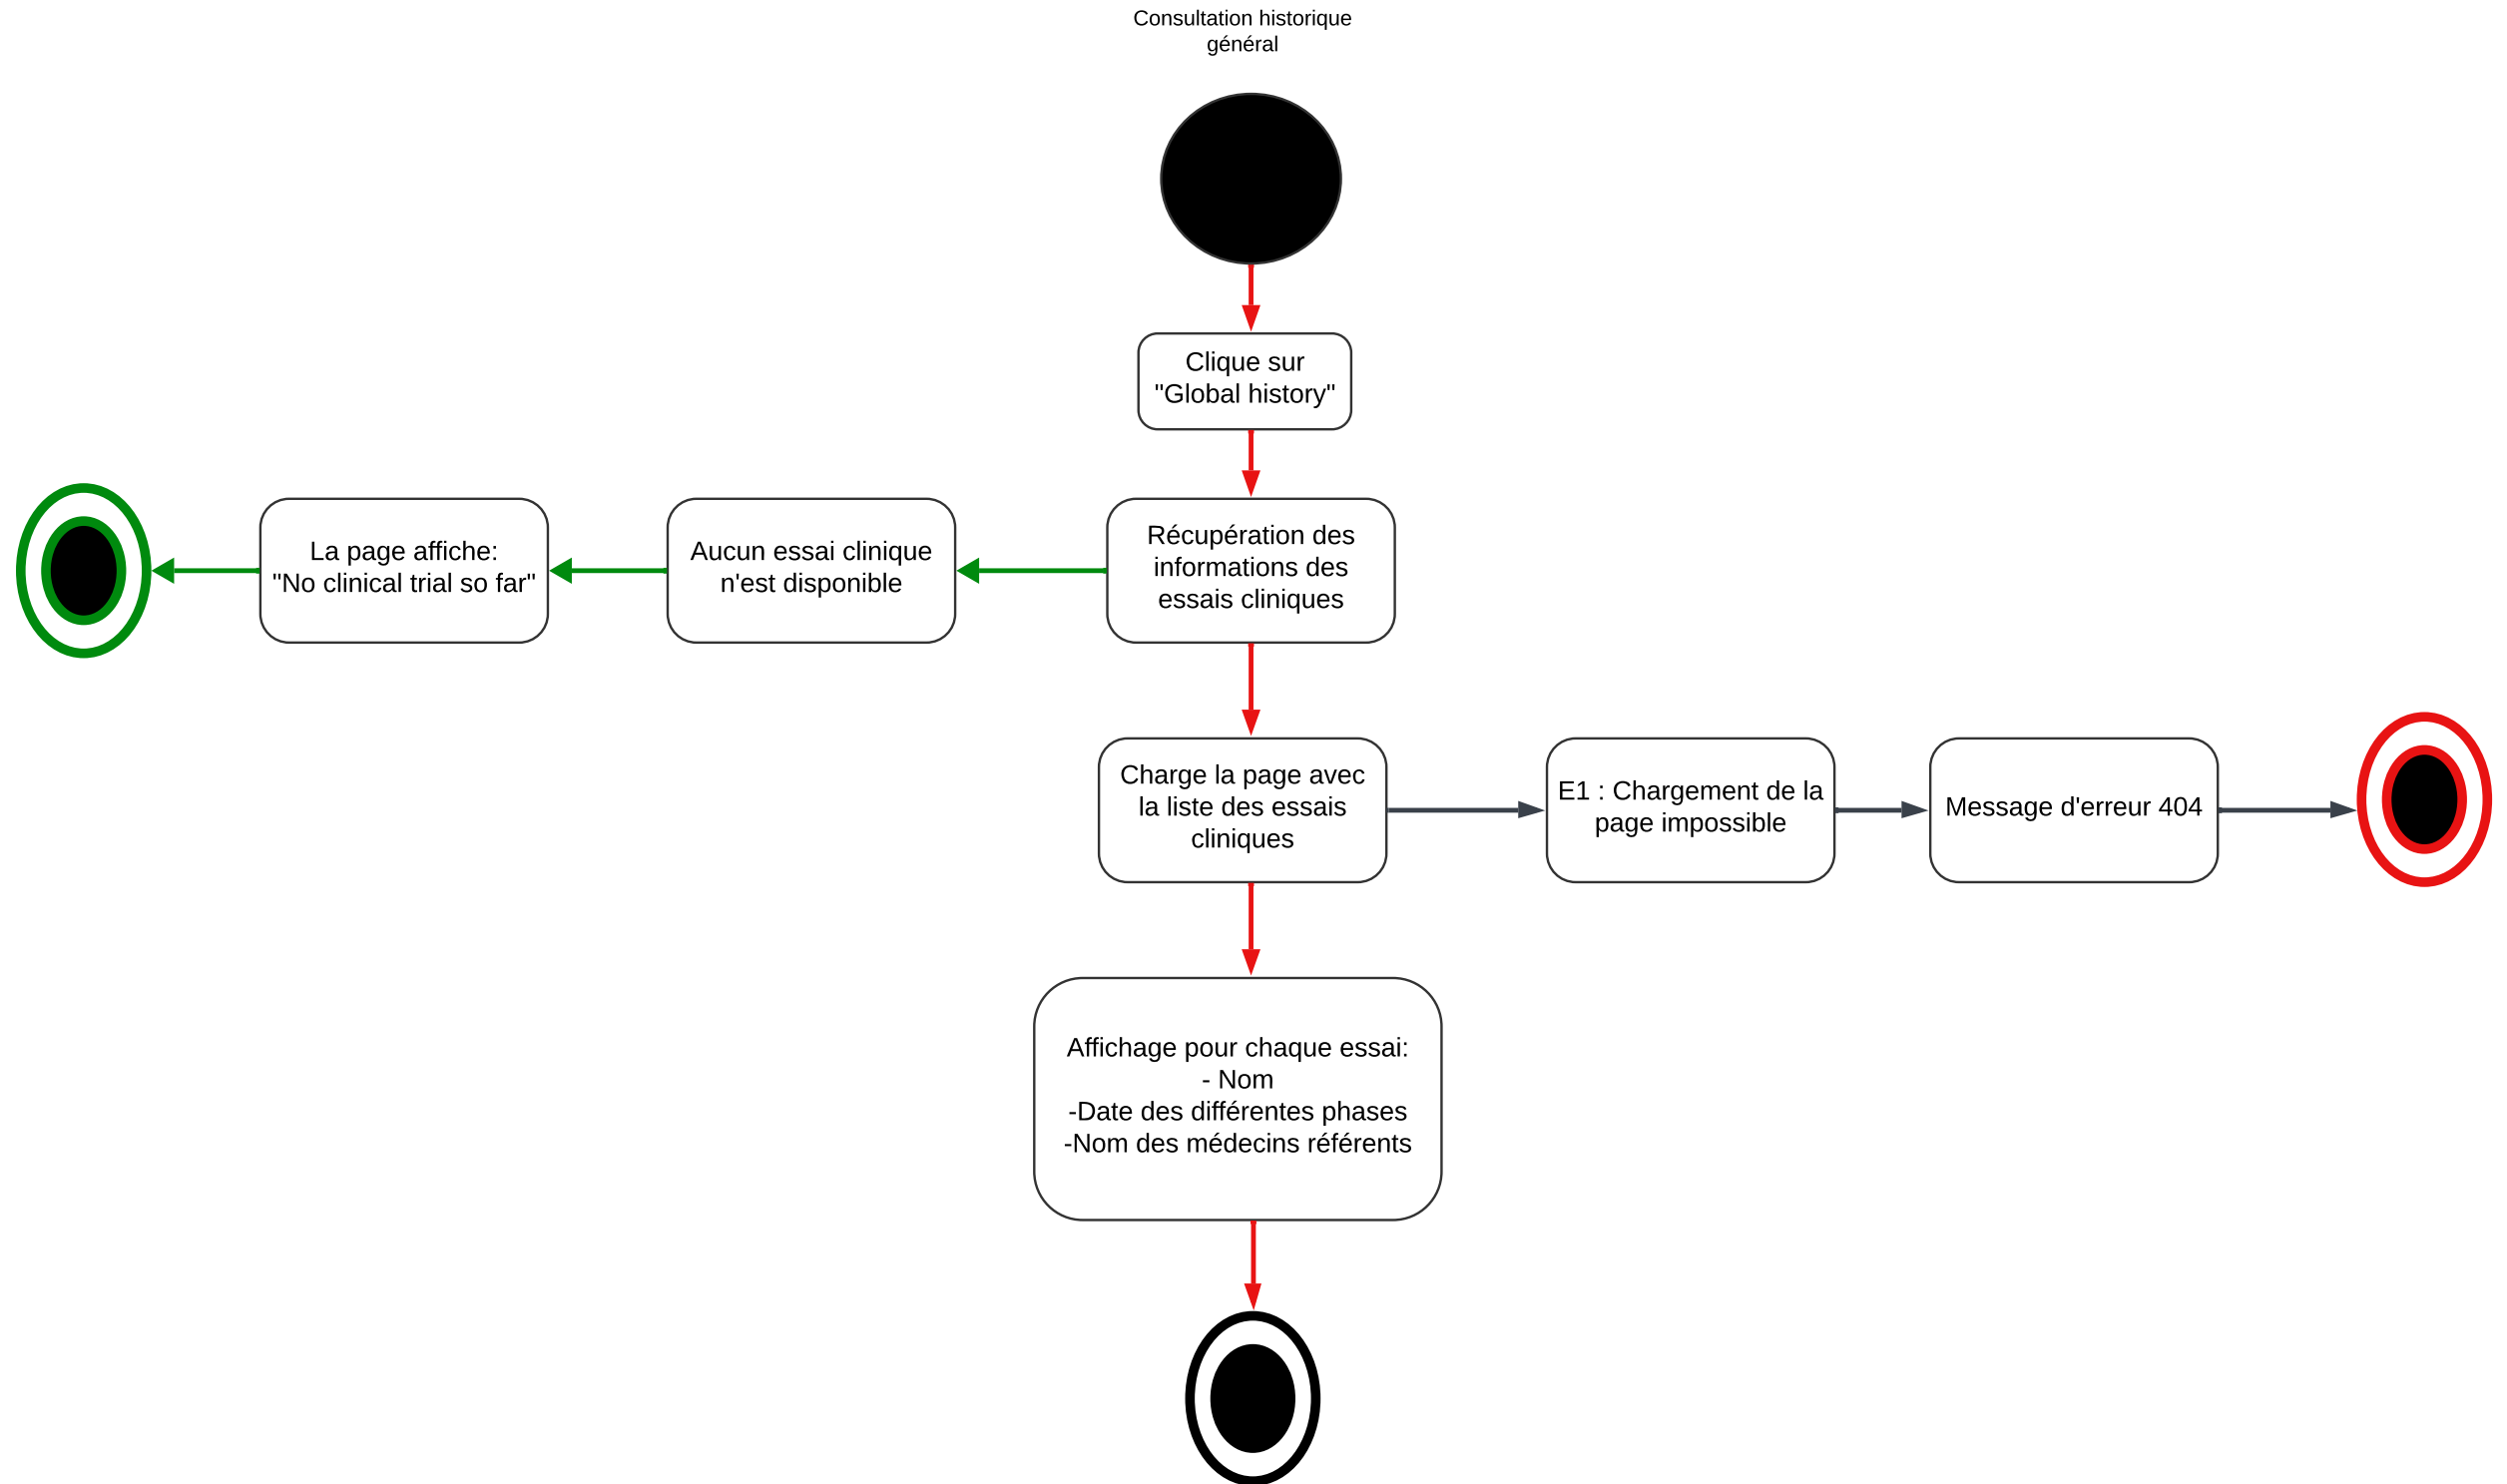 Consultation historique
général
Clique sur
"Global history"
La page affiche:
"No clinical trial so far"
Aucun essai clinique
n'est disponible
Récupération des
informations des
essais cliniques
Charge la page avec
la liste des essais
cliniques
E1 : Chargement de la
page impossible
Message d'erreur 404
Affichage pour chaque essai:
- Nom
-Date des différentes phases
-Nom des médecins référents